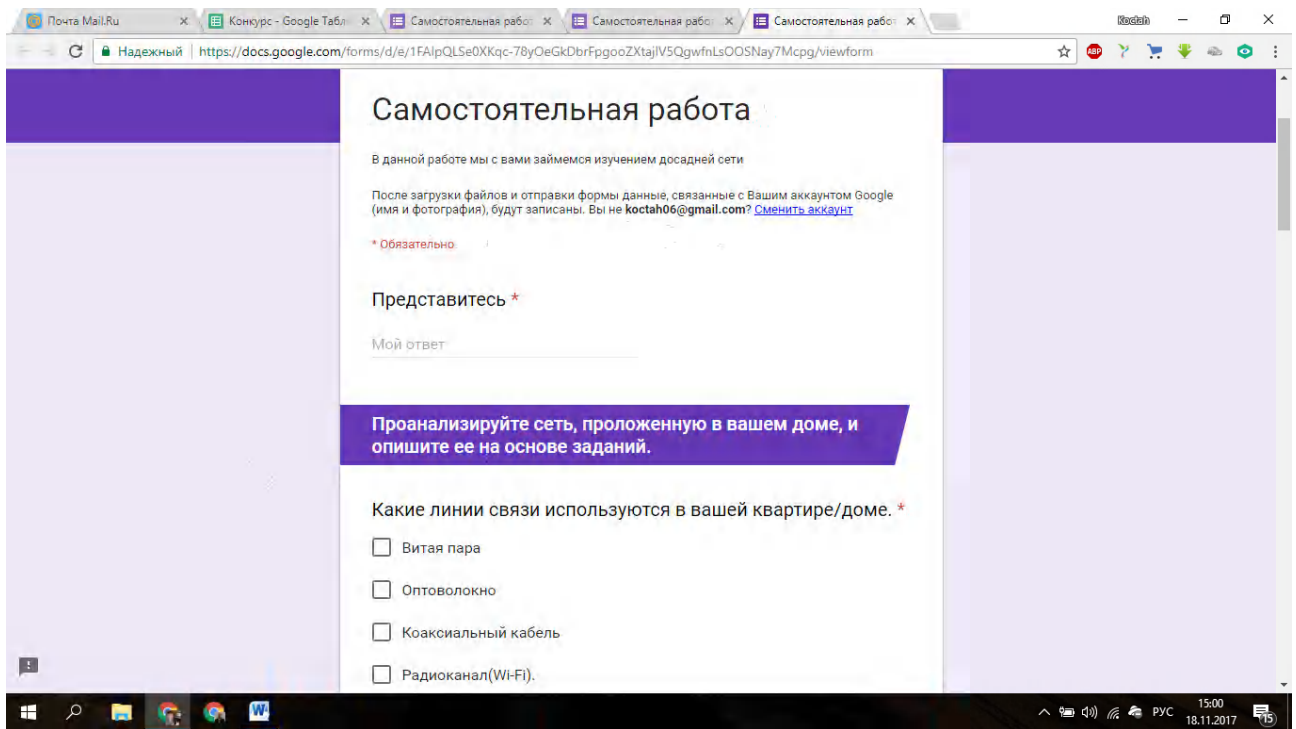 Почта Mail.Ru
Конкурс - Google Табл
Самостоятельная рабо
Самостоятельная рабо
Самостоятельная рабо
Koctah
Надежный
https://docs.google.com/forms/d/e/1FAIpQLSe0XKqc-78yOeGkDbrFpgooZXtajlV5QgwfnLsOOSNay7Mcpg/viewform
ABP
Самостоятельная работа
В данной работе мы с вами займемся изучением досадней сети
После загрузки файлов и отправки формы данные, связанные с Вашим аккаунтом Google
(имя и фотография), будут записаны. Вы не koctah06@gmail.com? Сменить аккаунт
* Обязательно
Представитесь *
Мой ответ
Проанализируйте сеть, проложенную в вашем доме, и
опишите ее на основе заданий.
Какие линии связи используются в вашей квартире/доме. *
Витая пара
Оптоволокно
Коаксиальный кабель
Радиоканал(Wi-Fi).
РУС
15:00
18.11.2017
15